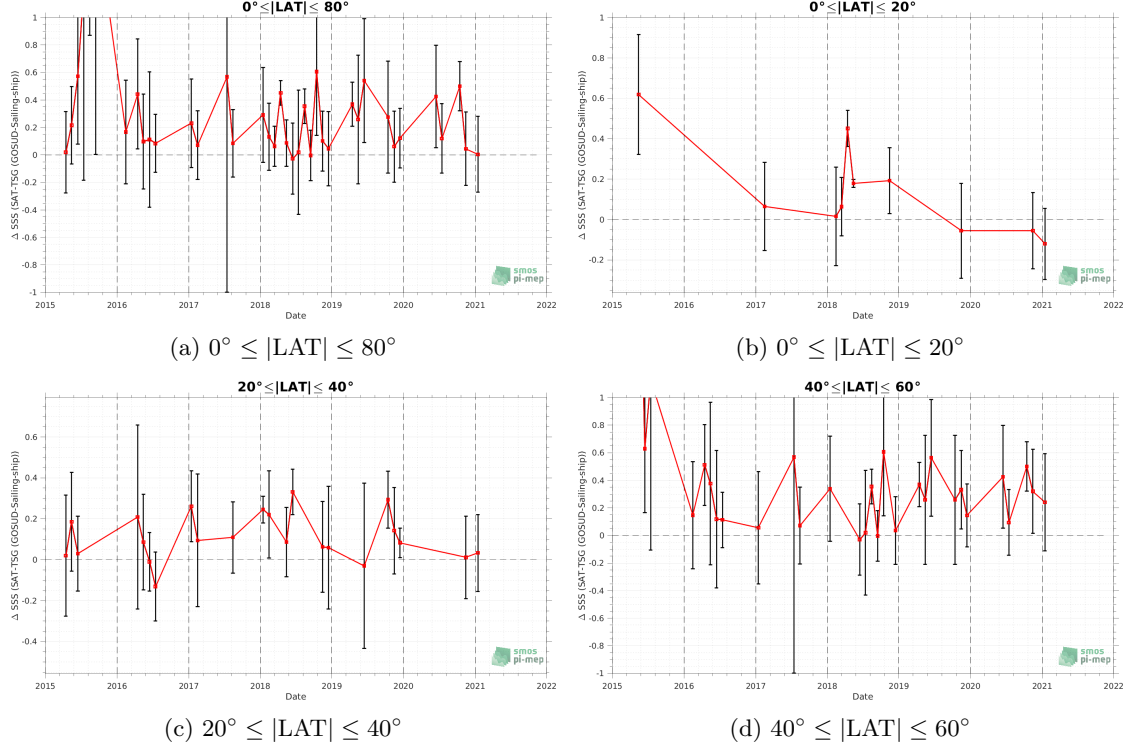 0°≤|LAT|≤ 80°
Δ SSS (SAT-TSG (GOSUD-Sailing-ship))
1
0.8
0.6
0.4
0.2
0
-0.2
-0.4
-0.6
-0.8
-1
2015 2016 2017 2018 2019 2020 2021 2022
Date
smos
pi-mep
(a) 0° ≤ |LAT| ≤ 80°
0°≤|LAT|≤ 20°
Δ SSS (SAT-TSG (GOSUD-Sailing-ship))
1
0.8
0.6
0.4
0.2
0
-0.2
2015 2016 2017 2018 2019 2020 2021 2022
Date
smos
pi-mep
(b) 0° ≤ |LAT| ≤ 20°
20°≤|LAT|≤ 40°
Δ SSS (SAT-TSG (GOSUD-Sailing-ship))
0.6
0.4
0.2
0
-0.2
-0.4
2015 2016 2017 2018 2019 2020 2021 2022
Date
smos
pi-mep
(c) 20° ≤ |LAT| ≤ 40°
40°≤|LAT|≤ 60°
Δ SSS (SAT-TSG (GOSUD-Sailing-ship))
1
0.8
0.6
0.4
0.2
0
-0.2
-0.4
-0.6
-0.8
-1
2015 2016 2017 2018 2019 2020 2021 2022
Date
smos
pi-mep
(d) 40° ≤ |LAT| ≤ 60°